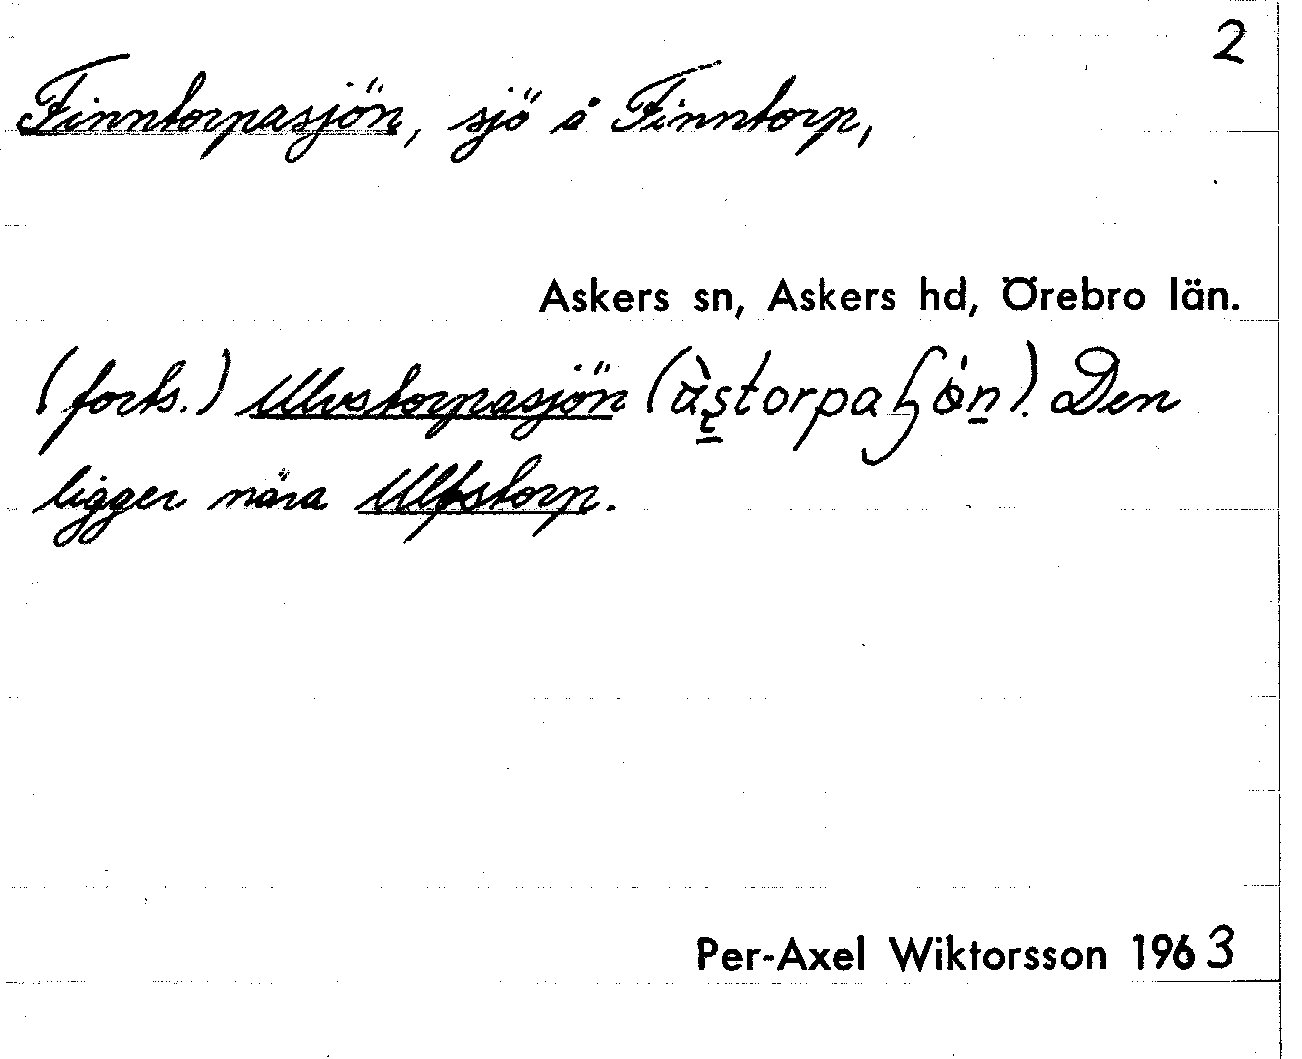 2
Finntorpasjön, sjö å Finntorp,
Askers sn, Askers hd, Örebro län.
(forts.) Ulvstorpasjön Den
ligger nära Ulfstorp.
Per-Axel Wiktorsson 1963